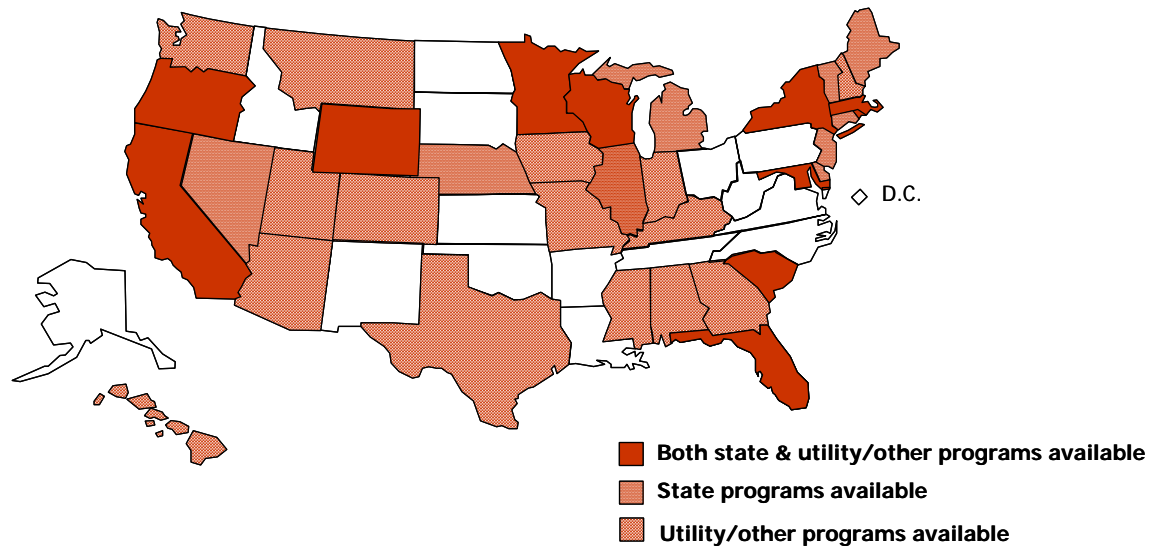 D.C.
Both state & utility/other programs available
State programs available
Utility/other programs available